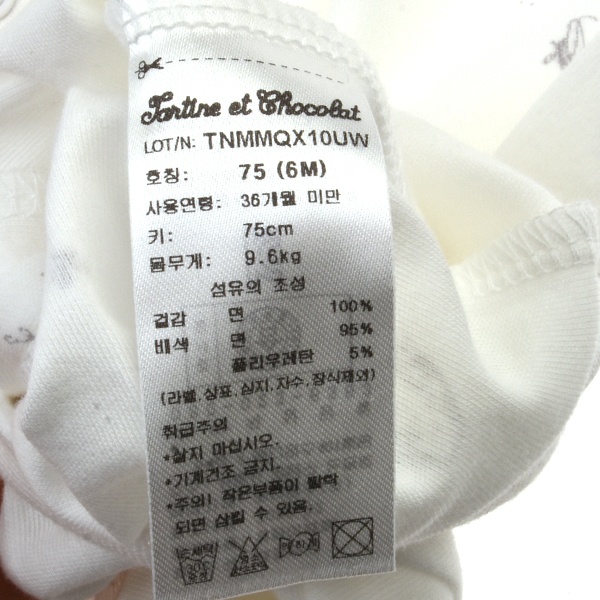 Tartine et Chocolat
LOT/N: TNMMQX10UW
호칭: 75 (6M)
사용연령: 36개월 미만
키: 75cm
몸무게: 9.6kg
섬유의 조성
겉감 면 100%
배색 면 95%
폴리우레탄 5%
(라벨,상표,심지,자수,장식제외)
취급주의
*삶지 마십시오.
*기계건조 금지.
*주의! 작은부품이 탈락
되면 삼킬 수 있음.
30℃